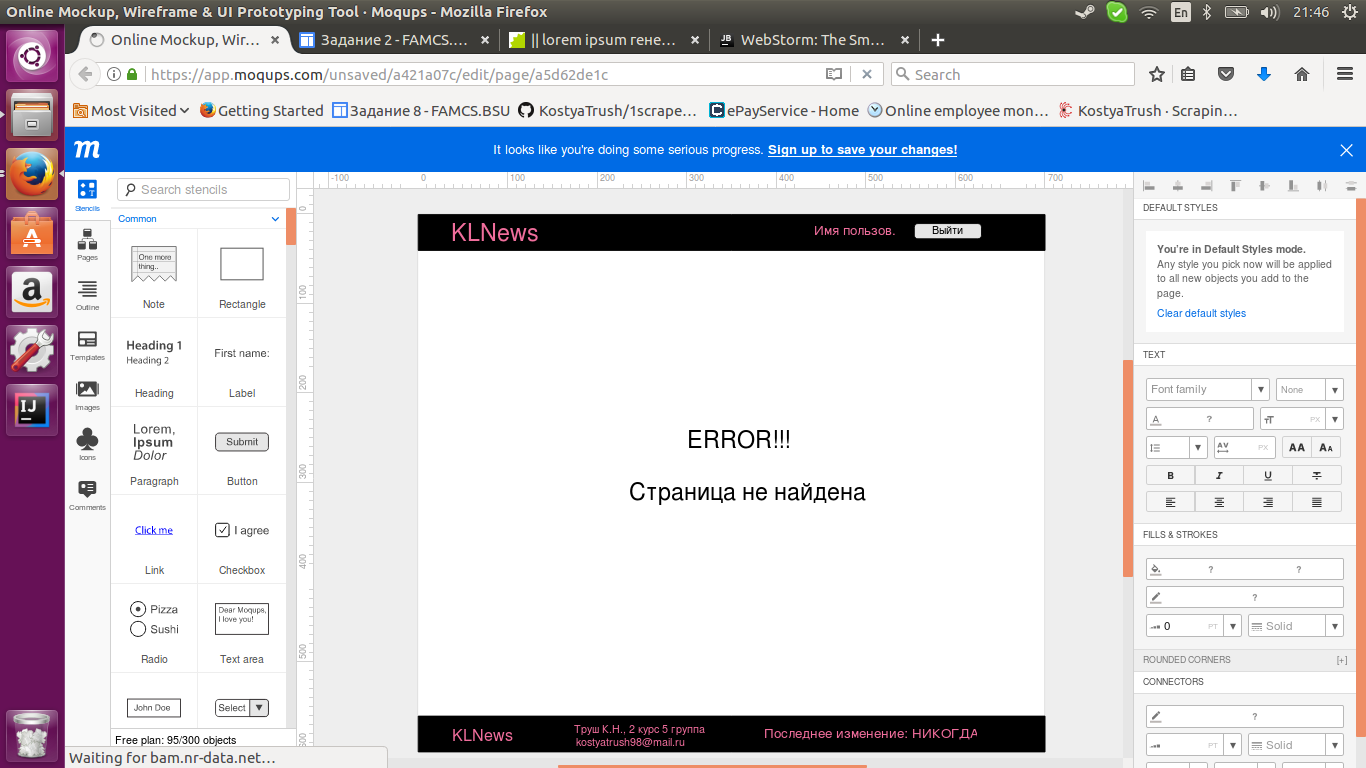 Online Mockup, Wireframe & UI Prototyping Tool · Moqups - Mozilla Firefox
En
21:46
Online Mockup, Wir…
Задание 2 - FAMCS.…
|| lorem ipsum гене…
WebStorm: The Sm…
https://app.moqups.com/unsaved/a421a07c/edit/page/a5d62de1c
Search
Most Visited
Getting Started
Задание 8 - FAMCS.BSU
KostyaTrush/1scrape…
ePayService - Home
Online employee mon…
KostyaTrush · Scrapin…
m
It looks like you're doing some serious progress. Sign up to save your changes!
Stencils
Pages
Outline
Templates
Images
Icons
Comments
Search stencils
Common
One more
thing..
Note
Rectangle
Heading 1
Heading 2
Heading
First name:
Label
Lorem,
Ipsum
Dolor
Paragraph
Submit
Button
Click me
Link
I agree
Checkbox
Pizza
Sushi
Radio
Dear Moqups,
I love you!
Text area
John Doe
Select
Free plan: 95/300 objects
Waiting for bam.nr-data.net…
-100 0 100 200 300 400 500 600 700
0
100
200
300
400
500
600
KLNews
Имя пользов.
Выйти
ERROR!!!
Страница не найдена
KLNews
Труш К.Н., 2 курс 5 группа
kostyatrush98@mail.ru
Последнее изменение: НИКОГДА
DEFAULT STYLES
You're in Default Styles mode.
Any style you pick now will be applied
to all new objects you add to the
page.
Clear default styles
TEXT
Font family
None
A ?
PX
AV PX
AA AA
B I U T
FILLS & STROKES
? ?
?
0 PT
Solid
ROUNDED CORNERS [+]
CONNECTORS
?
PT
Solid